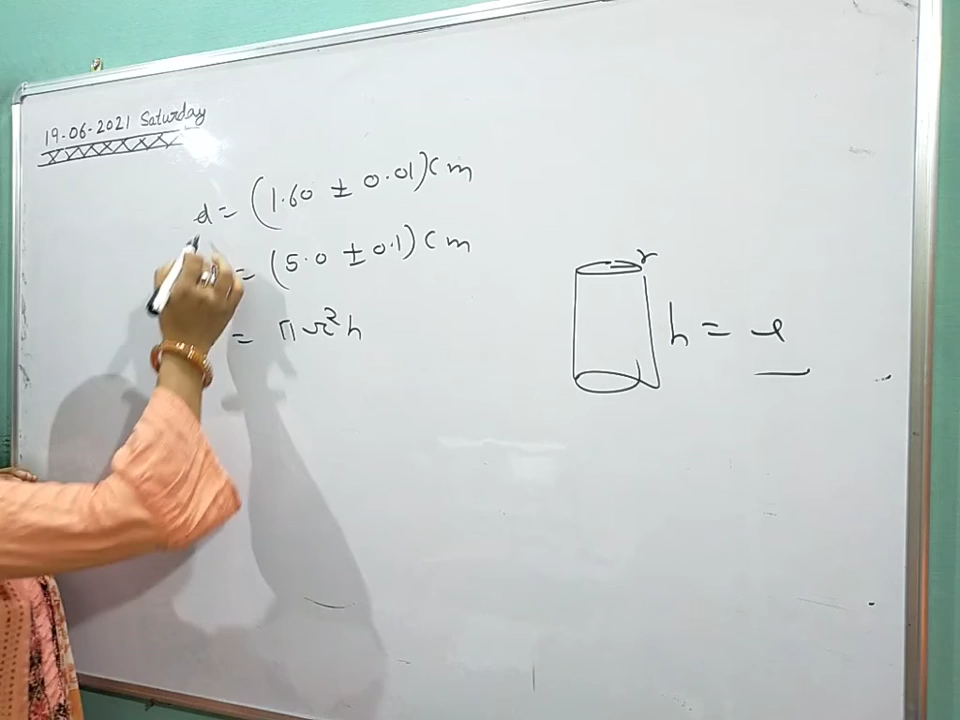 19-06-2021 Saturday
d = (1.60 ± 0.01) cm
= (5.0 ± 0.1) cm
= πr²h
r
h = l